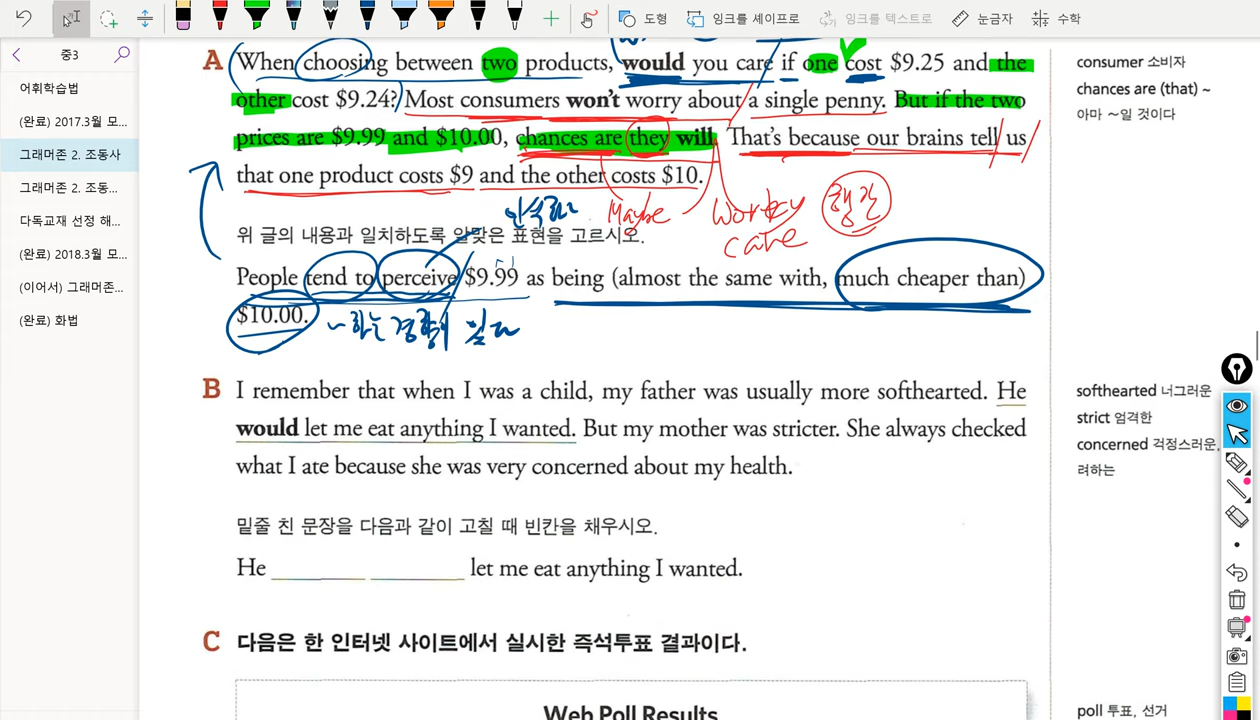 도형
잉크를 셰이프로
잉크를 텍스트로
눈금자
수학
중3
어휘학습법
(완료) 2017.3월 모...
그래머존 2. 조동사
그래머존 2. 조동...
다독교재 선정 해...
(완료) 2018.3월 모...
(이어서) 그래머존...
(완료) 화법
A When choosing between two products, would you care if one cost $9.25 and the
other cost $9.24? Most consumers won't worry about a single penny. But if the two
prices are $9.99 and $10.00, chances are they will. That's because our brains tell us
that one product costs $9 and the other costs $10.
Maybe
care
위 글의 내용과 일치하도록 알맞은 표현을 고르시오.
People tend to perceive $9.99 as being (almost the same with, much cheaper than)
$10.00.
~하는 경향이 있다
B I remember that when I was a child, my father was usually more softhearted. He
would let me eat anything I wanted. But my mother was stricter. She always checked
what I ate because she was very concerned about my health.
밑줄 친 문장을 다음과 같이 고칠 때 빈칸을 채우시오.
He ________ ________ let me eat anything I wanted.
C 다음은 한 인터넷 사이트에서 실시한 즉석투표 결과이다.
Web Poll Results
consumer 소비자
chances are (that) ~
아마 ~일 것이다
softhearted 너그러운
strict 엄격한
concerned 걱정스러운,
려하는
poll 투표, 선거